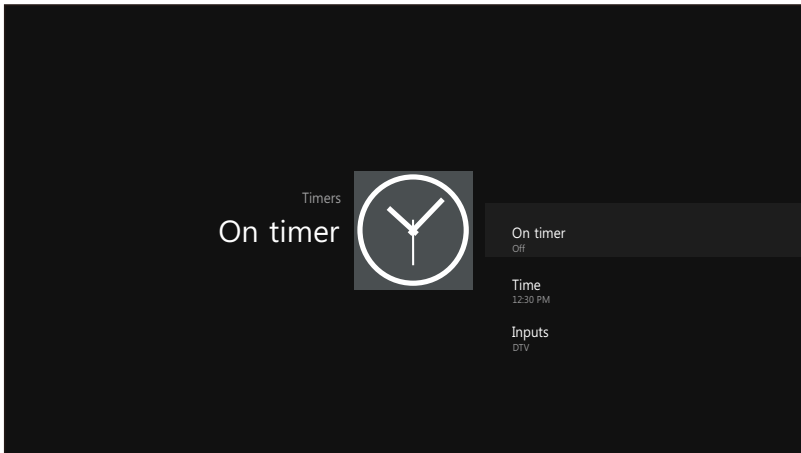 Timers
On timer
On timer
Off
Time
12:30 PM
Inputs
DTV